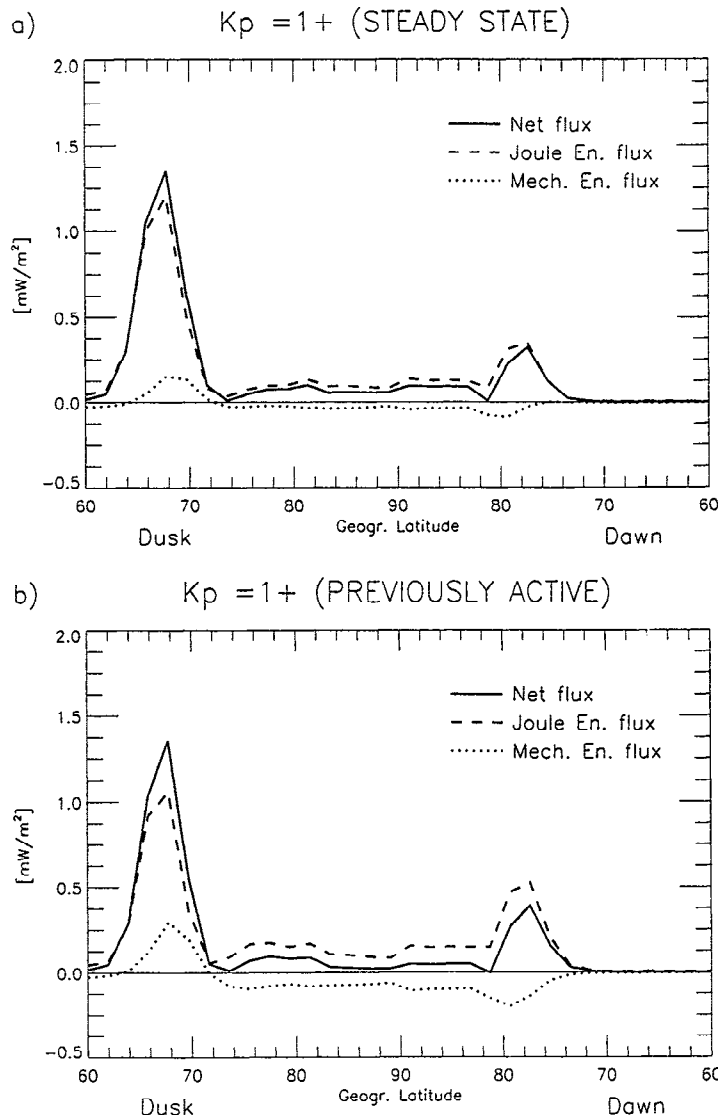 a) Kp =1+ (STEADY STATE)
2.0
1.5
1.0
0.5
0.0
-0.5
[mW/m²]
Net flux
Joule En. flux
Mech. En. flux
60 70 80 90 80 70 60
Dusk Geogr. Latitude Dawn
b) Kp =1+ (PREVIOUSLY ACTIVE)
2.0
1.5
1.0
0.5
0.0
-0.5
[mW/m²]
Net flux
Joule En. flux
Mech. En. flux
60 70 80 90 80 70 60
Dusk Geogr. Latitude Dawn